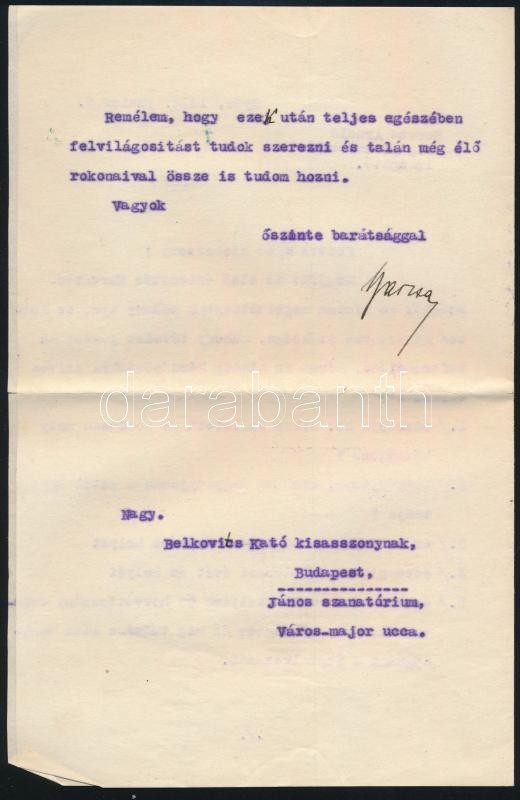 Remélem, hogy ezek után teljes egészében
felvilágositást tudok szerezni és talán még élő
rokonaival össze is tudom hozni.
Vagyok
őszinte barátsággal
darabanth
Nagy.
Belkovits Kató kisasszonynak,
Budapest,
János szanatórium,
Város-major ucca.